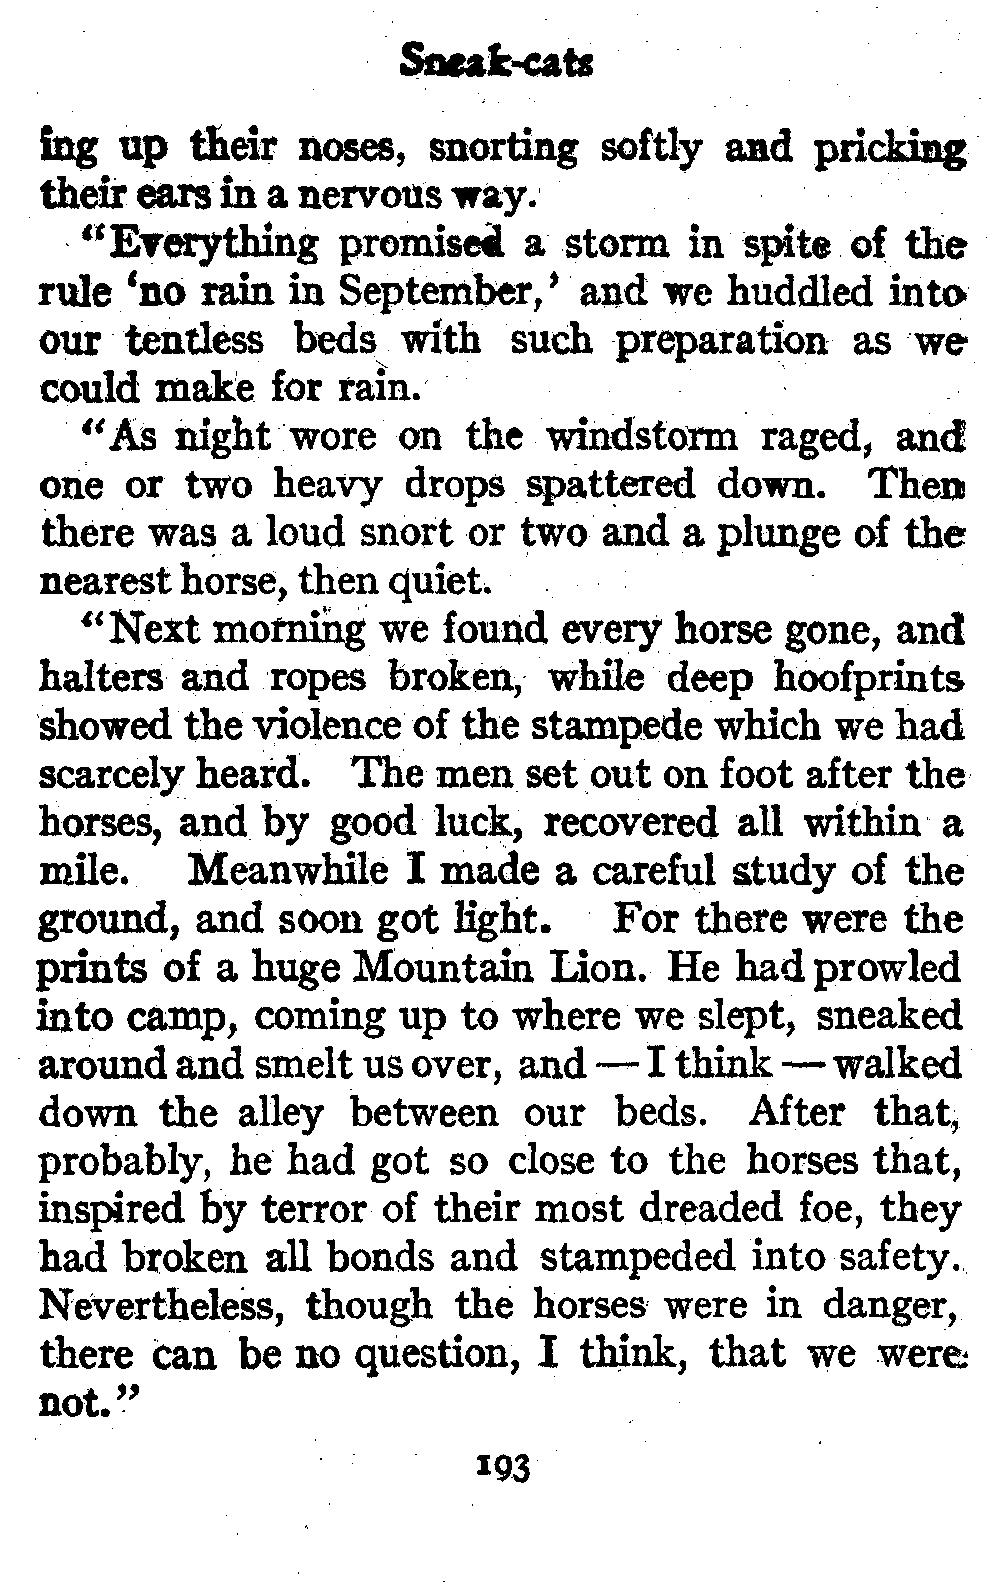 Sneak-cats
ing up their noses, snorting softly and pricking
their ears in a nervous way.
"Everything promised a storm in spite of the
rule 'no rain in September,' and we huddled into
our tentless beds with such preparation as we
could make for rain.
"As night wore on the windstorm raged, and
one or two heavy drops spattered down. Then
there was a loud snort or two and a plunge of the
nearest horse, then quiet.
"Next morning we found every horse gone, and
halters and ropes broken, while deep hoofprints
showed the violence of the stampede which we had
scarcely heard. The men set out on foot after the
horses, and by good luck, recovered all within a
mile. Meanwhile I made a careful study of the
ground, and soon got light. For there were the
prints of a huge Mountain Lion. He had prowled
into camp, coming up to where we slept, sneaked
around and smelt us over, and — I think — walked
down the alley between our beds. After that,
probably, he had got so close to the horses that,
inspired by terror of their most dreaded foe, they
had broken all bonds and stampeded into safety.
Nevertheless, though the horses were in danger,
there can be no question, I think, that we were
not."
193